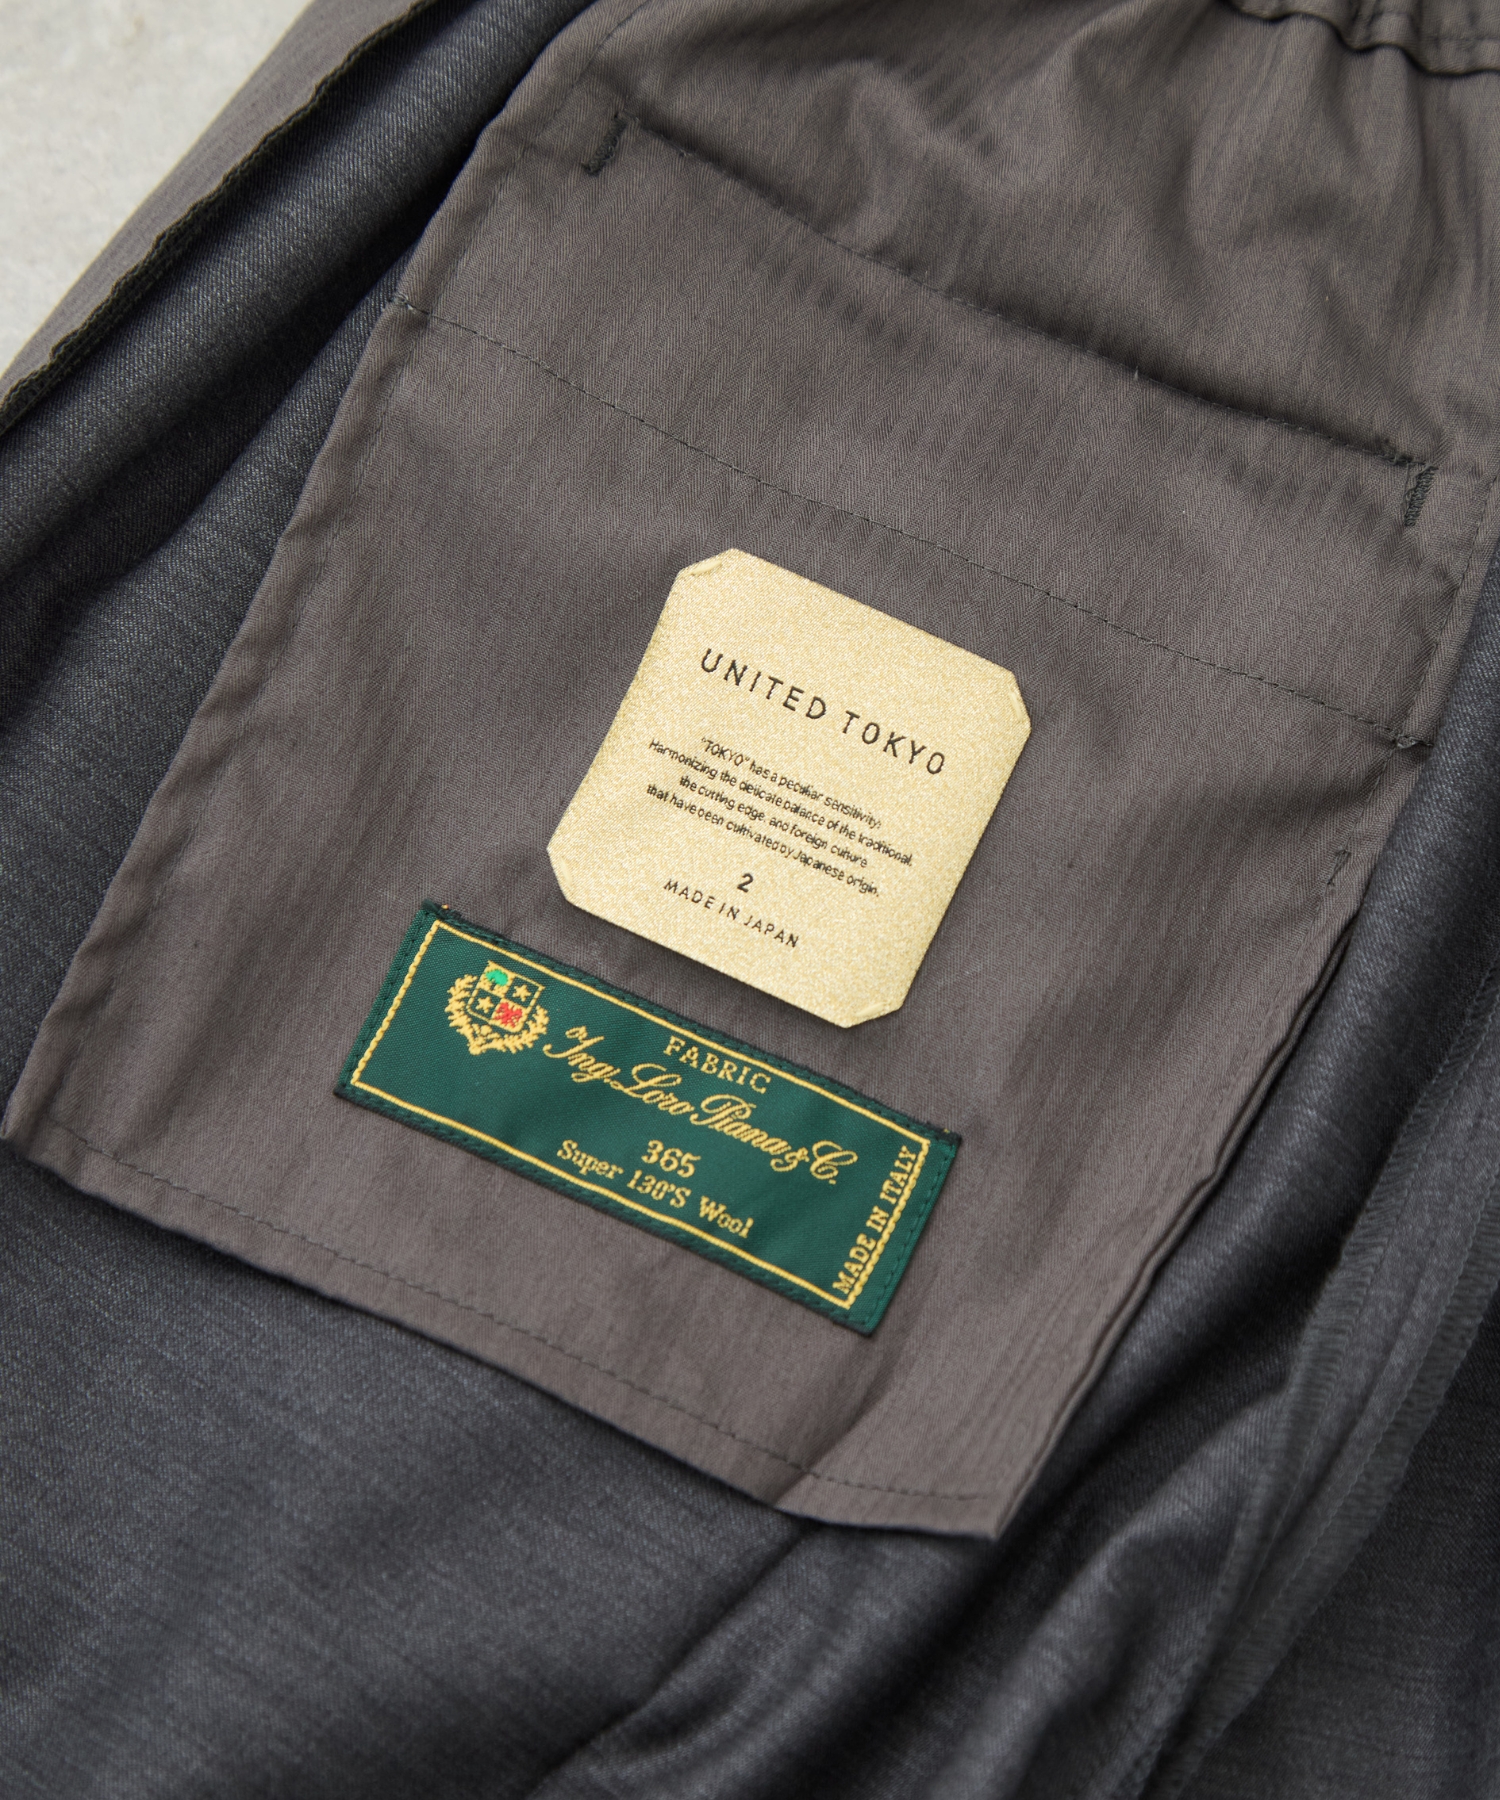 UNITED TOKYO
"TOKYO" has a peculiar sensitivity;
Harmonizing the delicate balance of the traditional,
the cutting edge, and foreign culture
that have been cultivated by Japanese origin.
2
MADE IN JAPAN
FABRIC
Ing. Loro Piana & C.
365
Super 130'S Wool
MADE IN ITALY